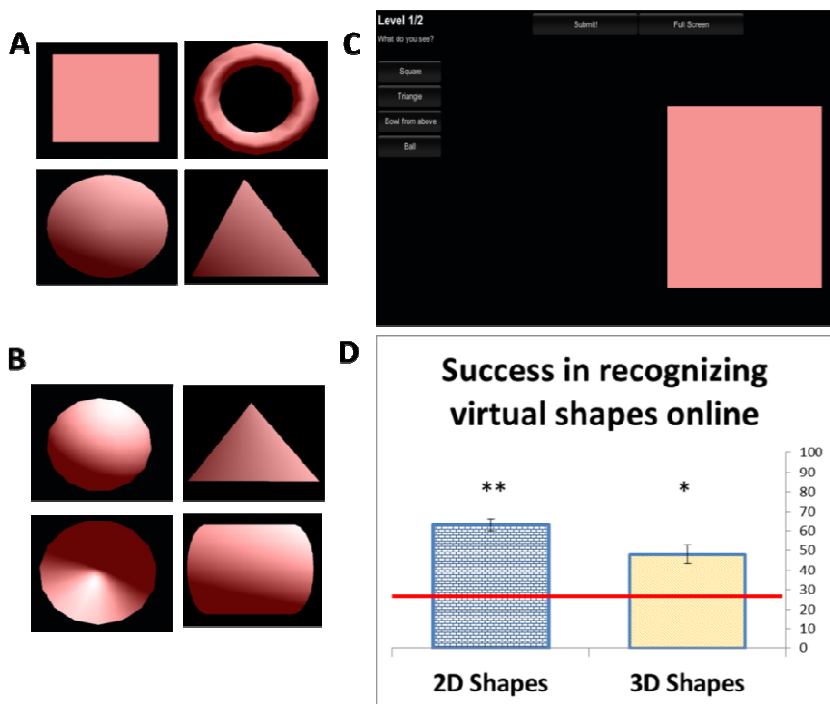 A
B
C
Level 1/2
Submit!
Full Screen
What do you see?
Square
Triangle
Bowl from above
Ball
D
Success in recognizing
virtual shapes online
**
*
100
90
80
70
60
50
40
30
20
10
0
2D Shapes
3D Shapes